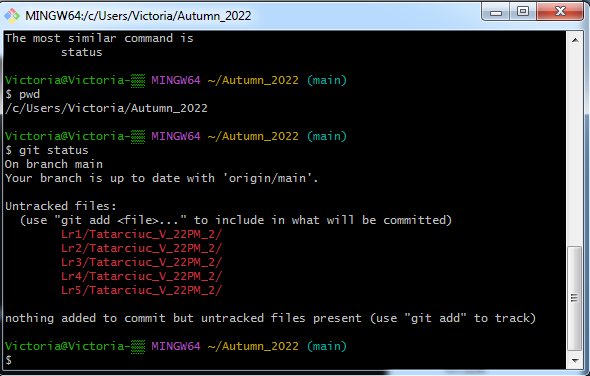 MINGW64:/c/Users/Victoria/Autumn_2022
The most similar command is
        status
Victoria@Victoria-▒▒ MINGW64 ~/Autumn_2022 (main)
$ pwd
/c/Users/Victoria/Autumn_2022
Victoria@Victoria-▒▒ MINGW64 ~/Autumn_2022 (main)
$ git status
On branch main
Your branch is up to date with 'origin/main'.
Untracked files:
  (use "git add <file>..." to include in what will be committed)
        Lr1/Tatarciuc_V_22PM_2/
        Lr2/Tatarciuc_V_22PM_2/
        Lr3/Tatarciuc_V_22PM_2/
        Lr4/Tatarciuc_V_22PM_2/
        Lr5/Tatarciuc_V_22PM_2/
nothing added to commit but untracked files present (use "git add" to track)
Victoria@Victoria-▒▒ MINGW64 ~/Autumn_2022 (main)
$